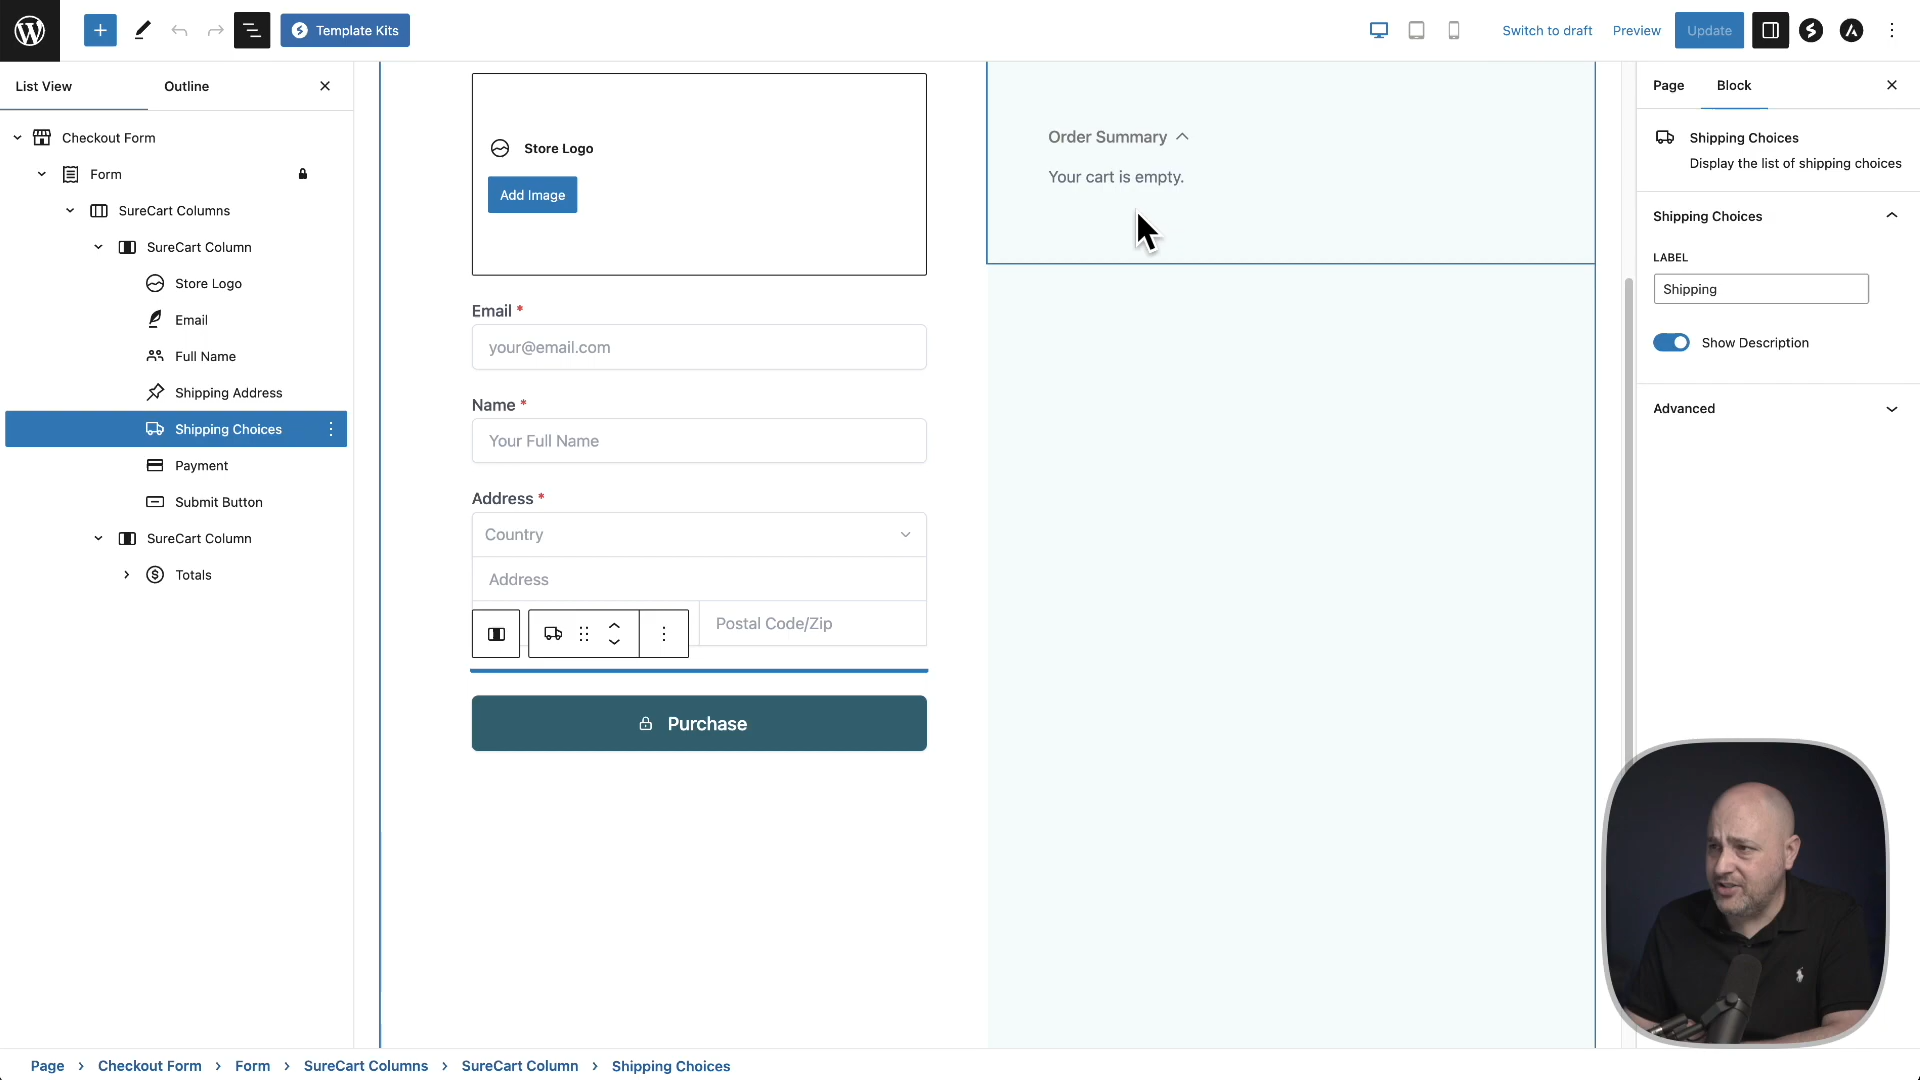 Template Kits
Switch to draft
Preview
Update
List View
Outline
Checkout Form
Form
SureCart Columns
SureCart Column
Store Logo
Email
Full Name
Shipping Address
Shipping Choices
Payment
Submit Button
SureCart Column
Totals
Store Logo
Add Image
Email *
your@email.com
Name *
Your Full Name
Address *
Country
Address
Postal Code/Zip
Purchase
Order Summary
Your cart is empty.
Page
Block
Shipping Choices
Display the list of shipping choices
Shipping Choices
LABEL
Shipping
Show Description
Advanced
Page › Checkout Form › Form › SureCart Columns › SureCart Column › Shipping Choices